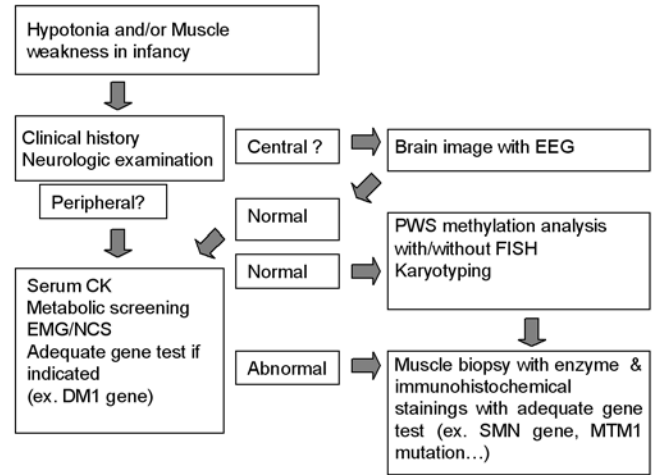 Hypotonia and/or Muscle
weakness in infancy
Clinical history
Neurologic examination
Central ?
Brain image with EEG
Peripheral?
Normal
Normal
PWS methylation analysis
with/without FISH
Karyotyping
Serum CK
Metabolic screening
EMG/NCS
Adequate gene test if
indicated
(ex. DM1 gene)
Abnormal
Muscle biopsy with enzyme &
immunohistochemical
stainings with adequate gene
test (ex. SMN gene, MTM1
mutation…)